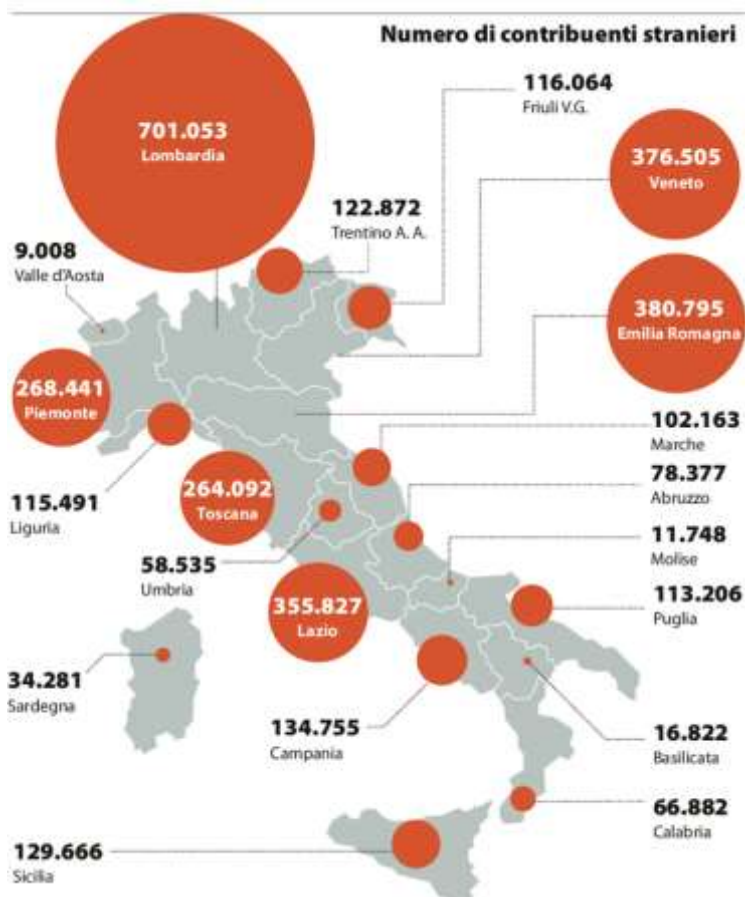 Numero di contribuenti stranieri
701.053
Lombardia
116.064
Friuli V.G.
376.505
Veneto
122.872
Trentino A. A.
9.008
Valle d'Aosta
380.795
Emilia Romagna
268.441
Piemonte
102.163
Marche
264.092
Toscana
78.377
Abruzzo
115.491
Liguria
11.748
Molise
58.535
Umbria
113.206
Puglia
355.827
Lazio
34.281
Sardegna
134.755
Campania
16.822
Basilicata
66.882
Calabria
129.666
Sicilia